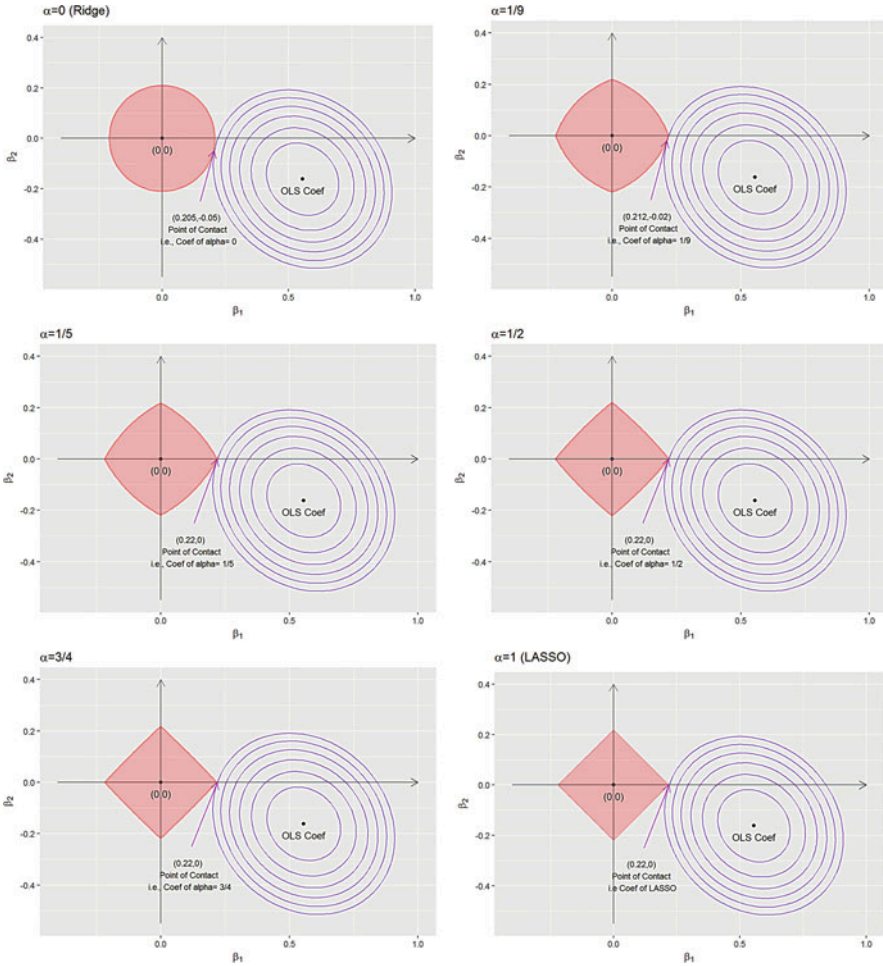 α=0 (Ridge)
0.4
0.2
0.0
-0.2
-0.4
β2
(0,0)
OLS Coef
(0.205,-0.05)
Point of Contact
i.e., Coef of alpha= 0
0.0
0.5
1.0
β1
α=1/9
0.4
0.2
0.0
-0.2
-0.4
β2
(0,0)
OLS Coef
(0.212,-0.02)
Point of Contact
i.e., Coef of alpha= 1/9
0.0
0.5
1.0
β1
α=1/5
0.4
0.2
0.0
-0.2
-0.4
β2
(0,0)
OLS Coef
(0.22,0)
Point of Contact
i.e., Coef of alpha= 1/5
0.0
0.5
1.0
β1
α=1/2
0.4
0.2
0.0
-0.2
-0.4
β2
(0,0)
OLS Coef
(0.22,0)
Point of Contact
i.e., Coef of alpha= 1/2
0.0
0.5
1.0
β1
α=3/4
0.4
0.2
0.0
-0.2
-0.4
β2
(0,0)
OLS Coef
(0.22,0)
Point of Contact
i.e., Coef of alpha= 3/4
0.0
0.5
1.0
β1
α=1 (LASSO)
0.4
0.2
0.0
-0.2
-0.4
β2
(0,0)
OLS Coef
(0.22,0)
Point of Contact
i.e Coef of LASSO
0.0
0.5
1.0
β1